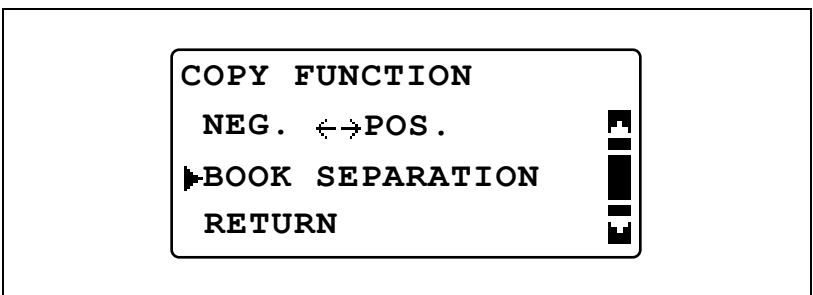 COPY FUNCTION
NEG. ←→POS.
▶BOOK SEPARATION
RETURN